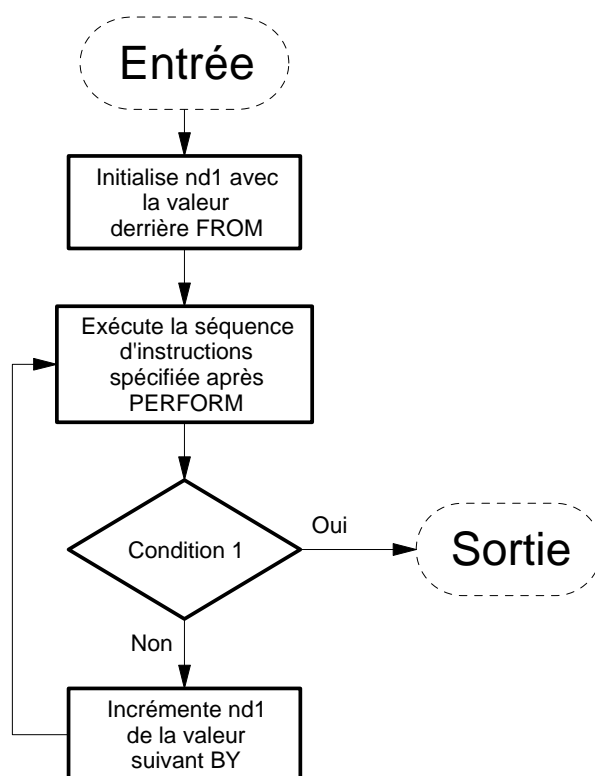 Entrée
Initialise nd1 avec
la valeur
derrière FROM
Exécute la séquence
d'instructions
spécifiée après
PERFORM
Condition 1
Oui
Sortie
Non
Incrémente nd1
de la valeur
suivant BY